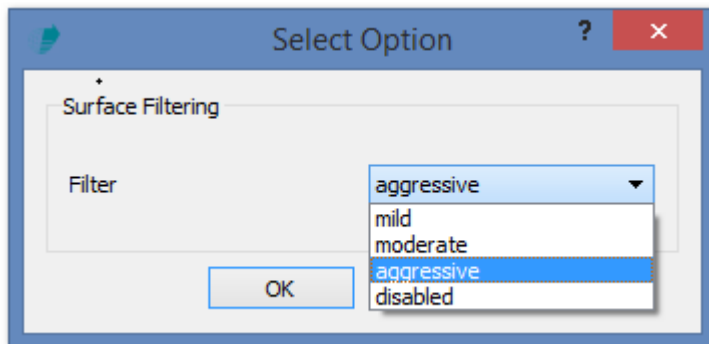 Select Option
?
Surface Filtering
Filter
aggressive
mild
moderate
aggressive
disabled
OK